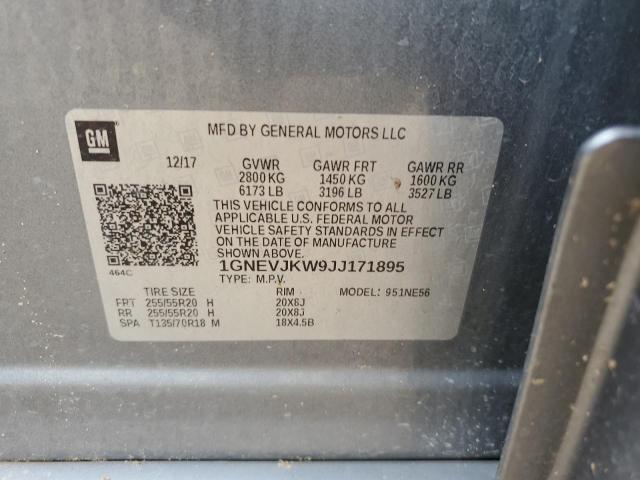 GM
MFD BY GENERAL MOTORS LLC
12/17 GVWR GAWR FRT GAWR RR
2800 KG 1450 KG 1600 KG
6173 LB 3196 LB 3527 LB
THIS VEHICLE CONFORMS TO ALL
APPLICABLE U.S. FEDERAL MOTOR
VEHICLE SAFETY STANDARDS IN EFFECT
ON THE DATE OF MANUFACTURE
SHOWN ABOVE.
464C 1GNEVJKW9JJ171895
TYPE: M.P.V.
TIRE SIZE RIM MODEL: 951NE56
FRT 255/55R20 H 20X8J
RR 255/55R20 H 20X8J
SPA T135/70R18 M 18X4.5B